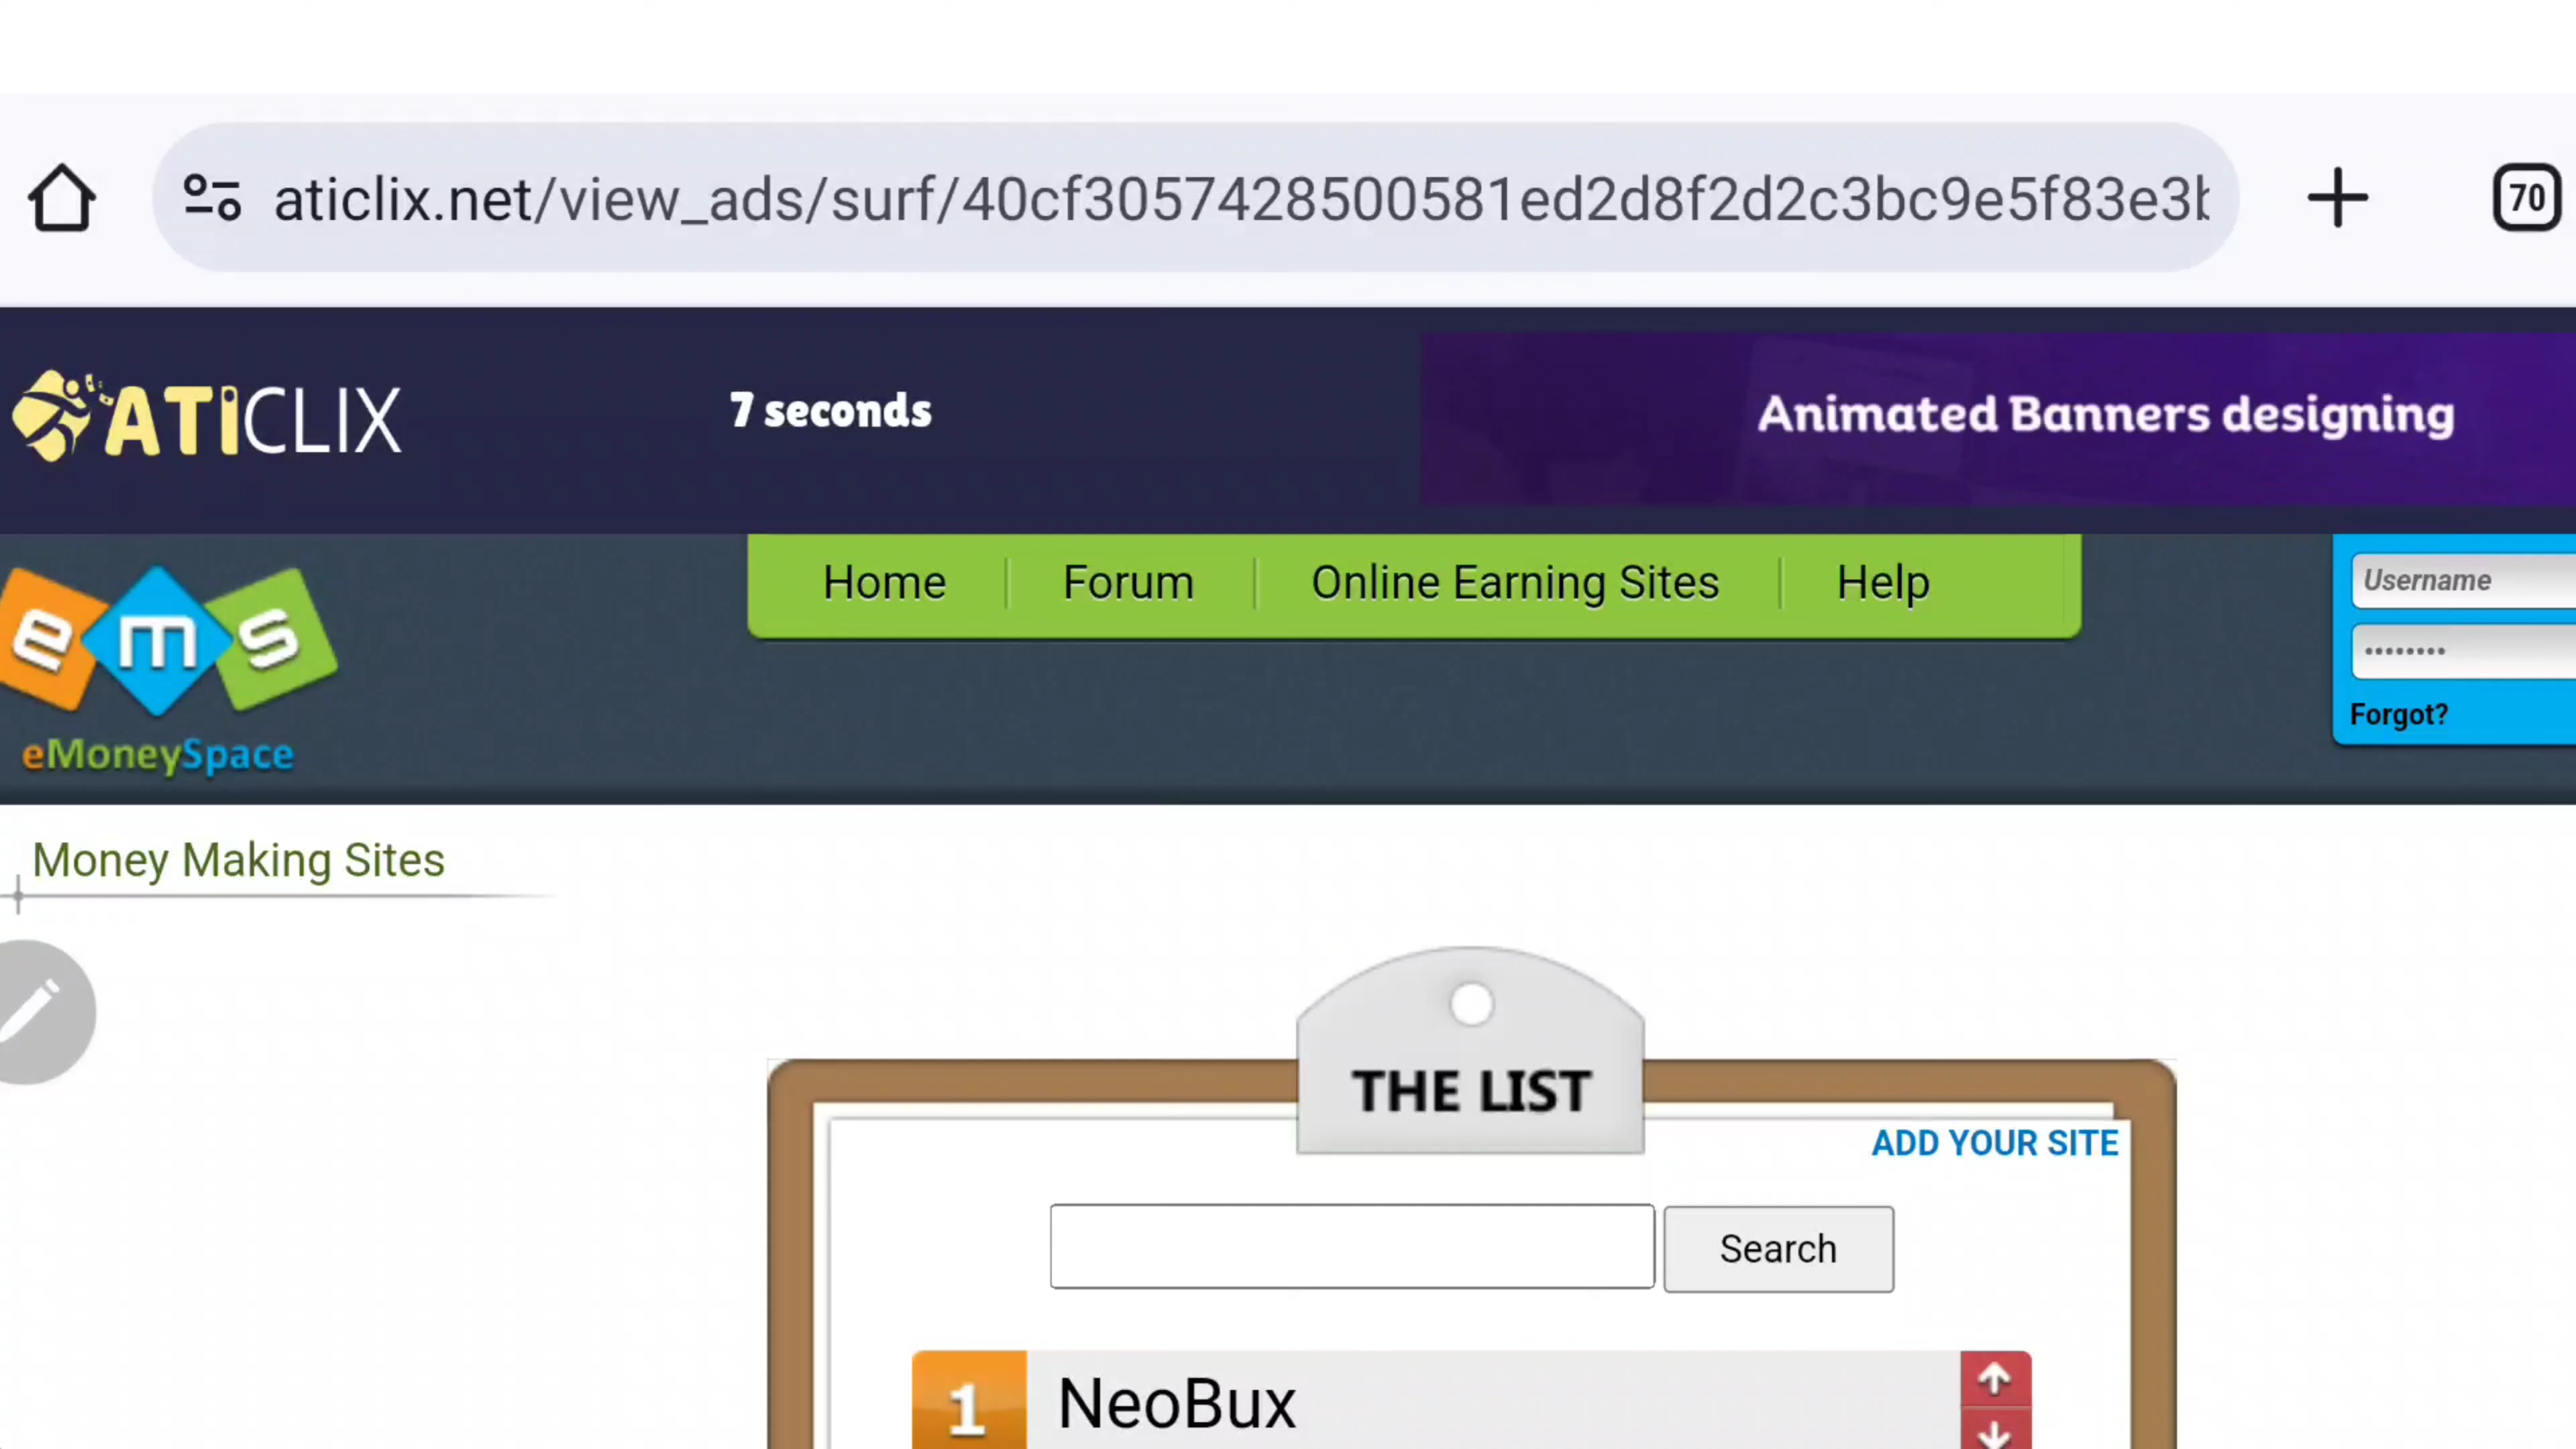 aticlix.net/view_ads/surf/40cf3057428500581ed2d8f2d2c3bc9e5f83e3b
70
ATICLIX
7 seconds
Animated Banners designing
Home
Forum
Online Earning Sites
Help
Username
ems
eMoneySpace
Forgot?
Money Making Sites
THE LIST
ADD YOUR SITE
Search
1
NeoBux